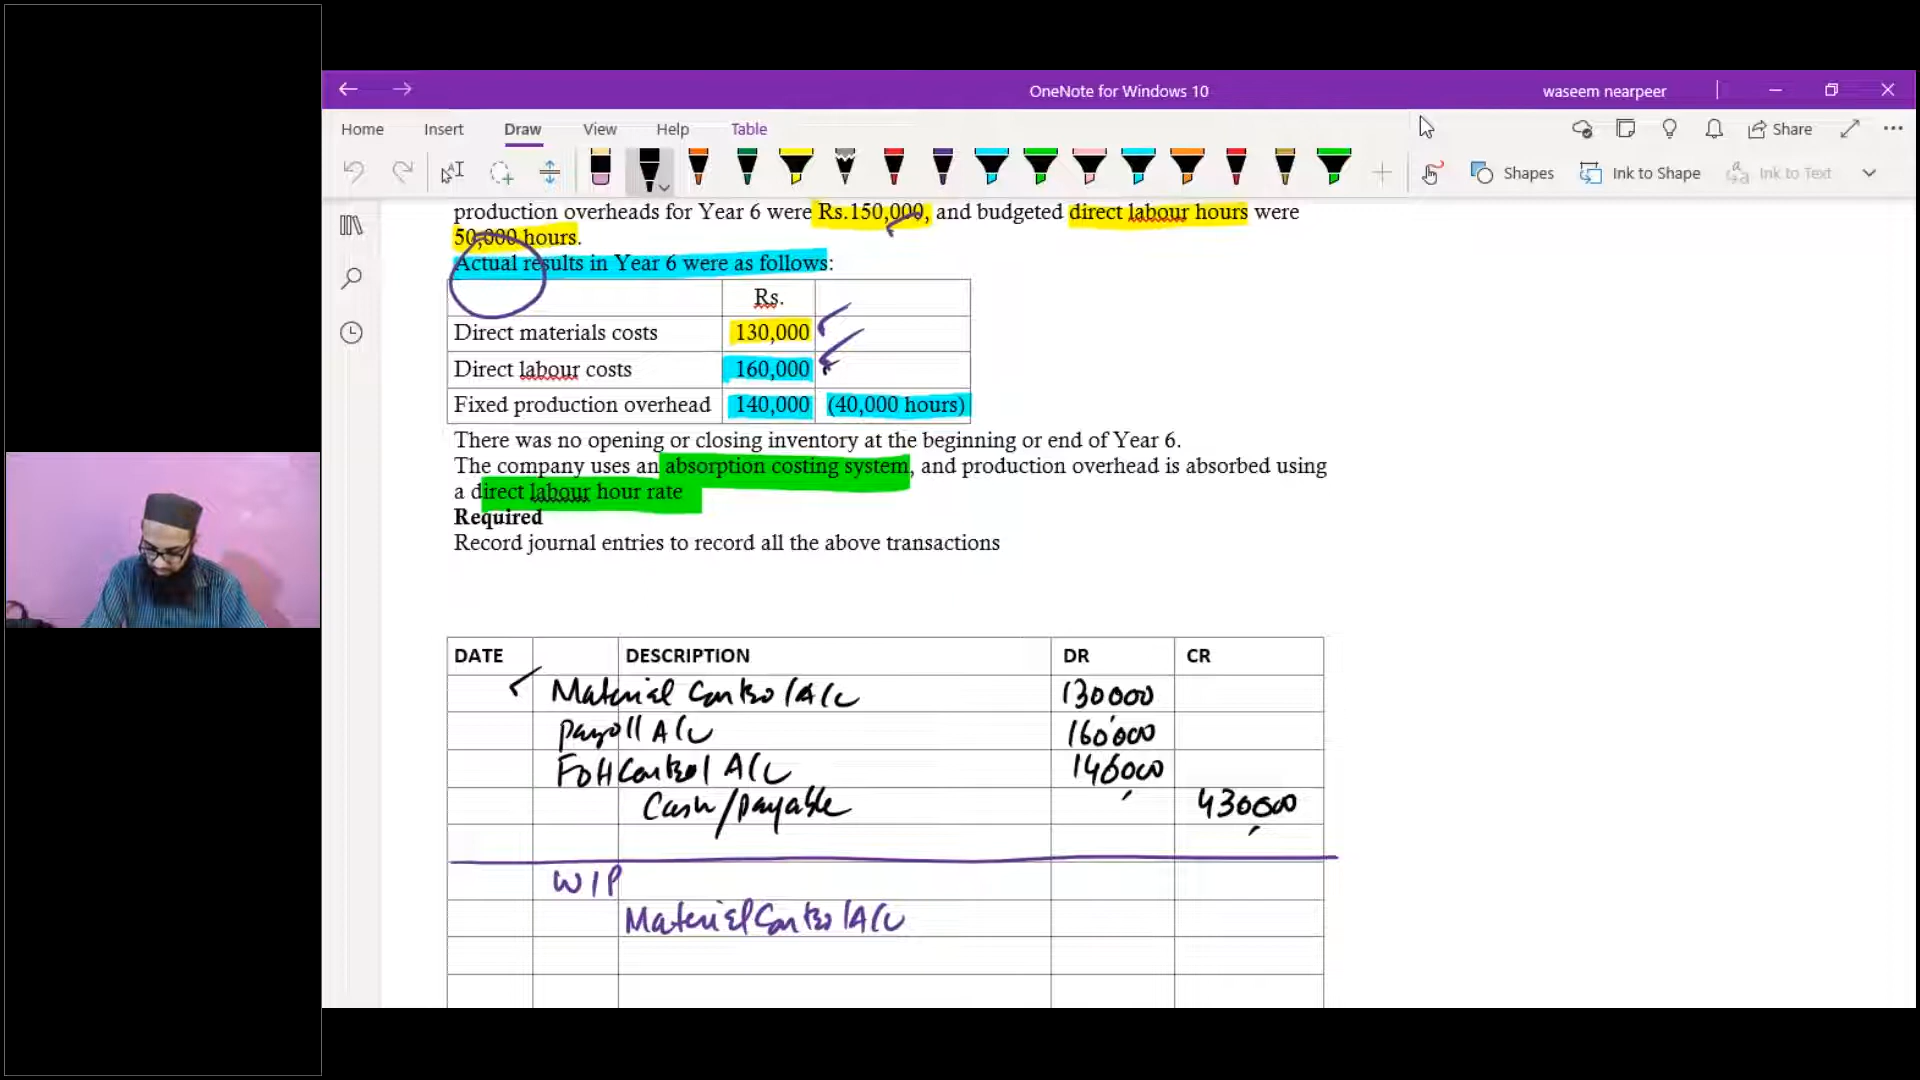 OneNote for Windows 10
waseem nearpeer
Home Insert Draw View Help Table
Share
Shapes Ink to Shape Ink to Text
production overheads for Year 6 were Rs.150,000, and budgeted direct labour hours were
50,000 hours.
Actual results in Year 6 were as follows:
Rs.
Direct materials costs 130,000
Direct labour costs 160,000
Fixed production overhead 140,000 (40,000 hours)
There was no opening or closing inventory at the beginning or end of Year 6.
The company uses an absorption costing system, and production overhead is absorbed using
a direct labour hour rate
Required
Record journal entries to record all the above transactions
DATE DESCRIPTION DR CR
Material Control A/C 130000
Payroll A/C 160000
FOH Control A/C 140000
Cash/payable 430000
WIP
Material Control A/C